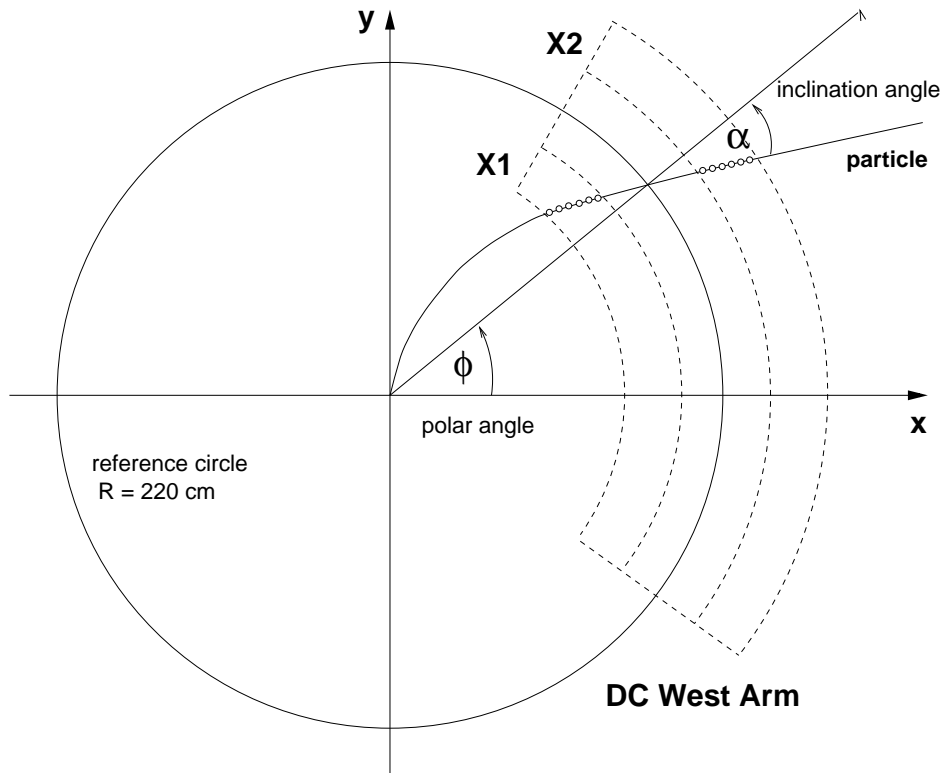 y
X2
inclination angle
α
particle
X1
ϕ
polar angle
x
reference circle
R = 220 cm
DC West Arm